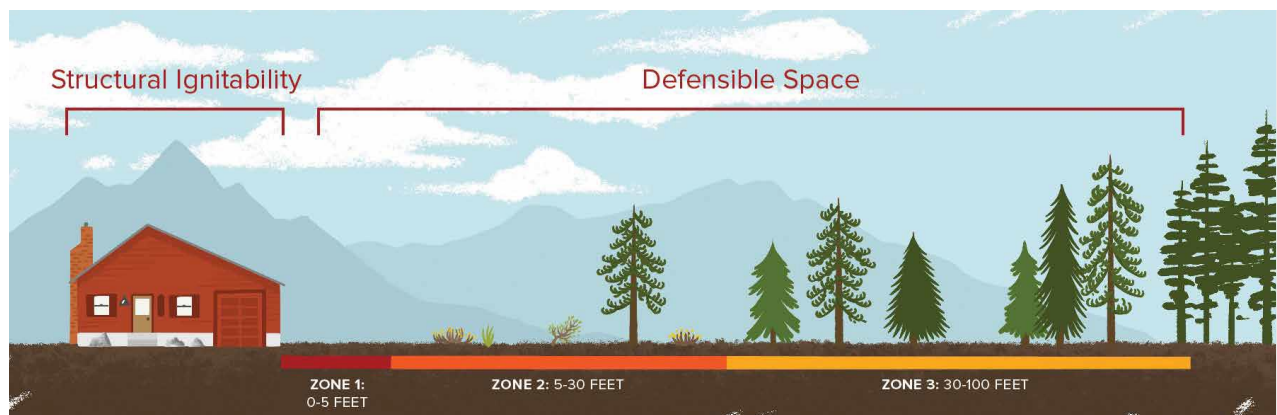 Structural Ignitability
Defensible Space
ZONE 1:
0-5 FEET
ZONE 2: 5-30 FEET
ZONE 3: 30-100 FEET